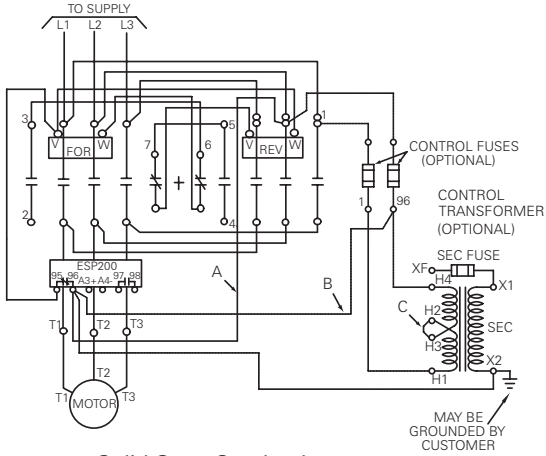 TO SUPPLY
L1 L2 L3
3
V FOR W
7
6
5
V REV W
1
2
4
CONTROL FUSES
(OPTIONAL)
1
96
CONTROL
TRANSFORMER
(OPTIONAL)
SEC FUSE
XF
H4
X1
ESP200
95 96 A3+ A4- 97 98
A
B
C
H2
H3
SEC
H1
X2
T1 T2 T3
T1 T2 T3
MOTOR
MAY BE
GROUNDED BY
CUSTOMER